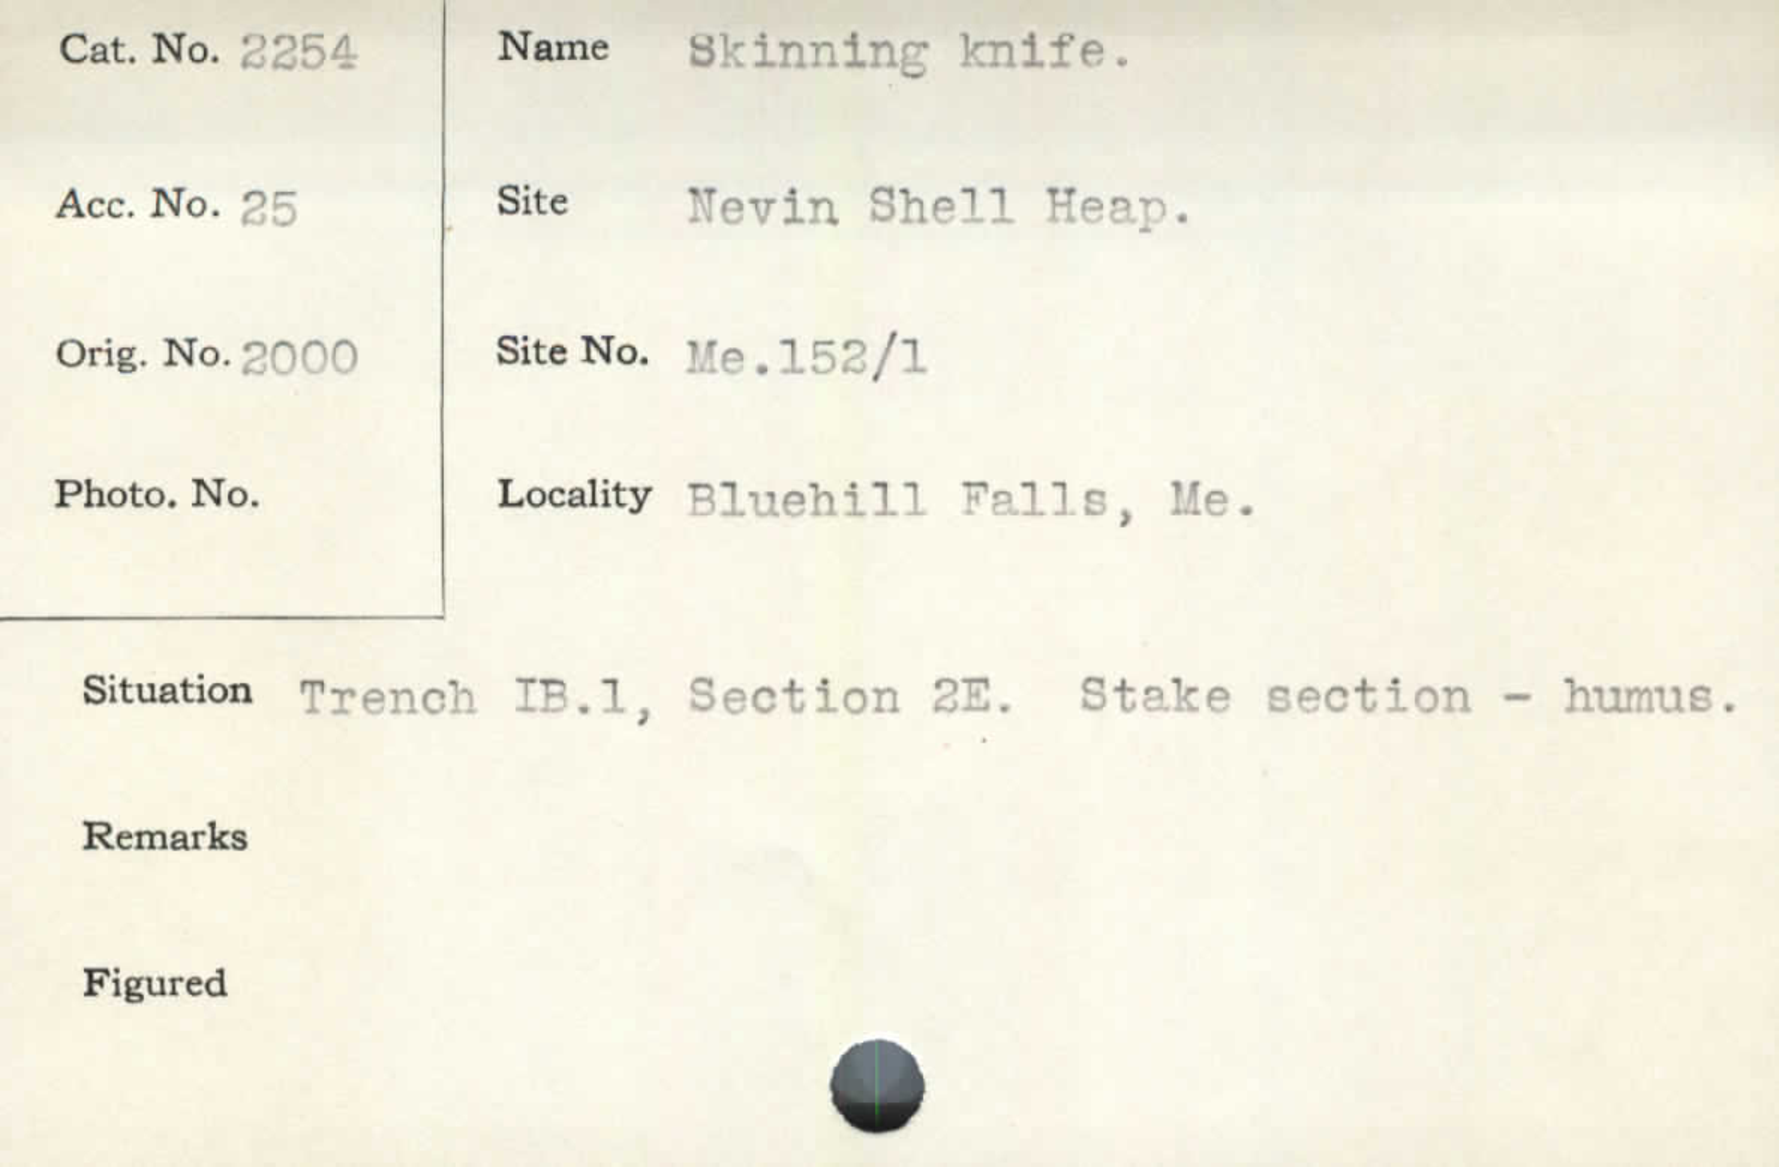 Cat. No. 2254
Name Skinning knife.
Acc. No. 25
Site Nevin Shell Heap.
Orig. No. 2000
Site No. Me.152/1
Photo. No.
Locality Bluehill Falls, Me.
Situation Trench IB.1, Section 2E. Stake section - humus.
Remarks
Figured